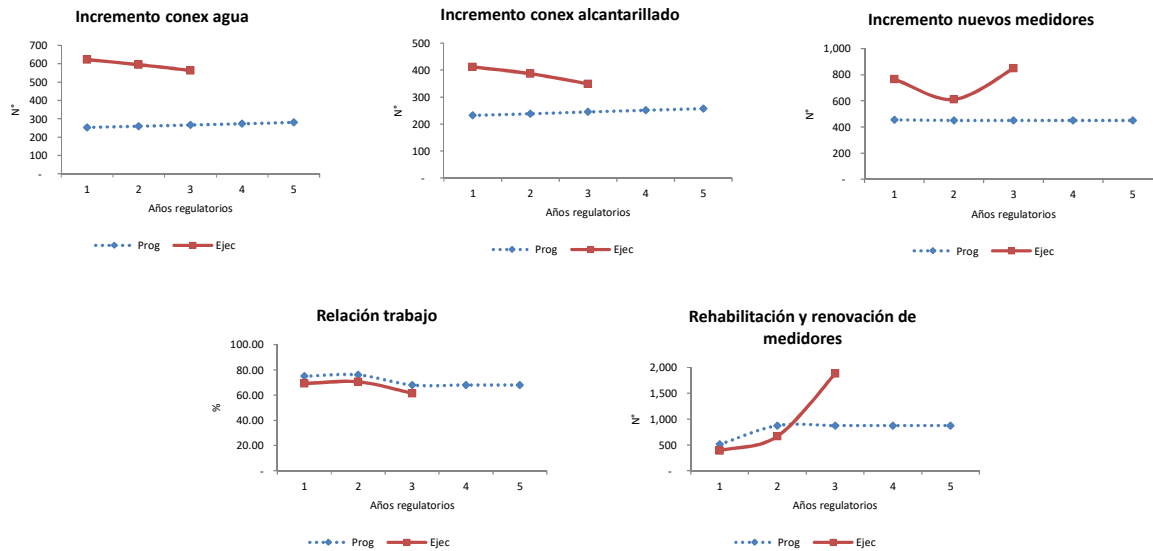 Incremento conex agua
700
600
500
400
300
200
100
-
N°
1 2 3 4 5
Años regulatorios
Prog Ejec
Incremento conex alcantarillado
500
400
300
200
100
-
N°
1 2 3 4 5
Años regulatorios
Prog Ejec
Incremento nuevos medidores
1,000
800
600
400
200
-
N°
1 2 3 4 5
Años regulatorios
Prog Ejec
Relación trabajo
100.00
80.00
60.00
40.00
20.00
-
%
1 2 3 4 5
Años regulatorios
Prog Ejec
Rehabilitación y renovación de
medidores
2,000
1,500
1,000
500
-
N°
1 2 3 4 5
Años regulatorios
Prog Ejec